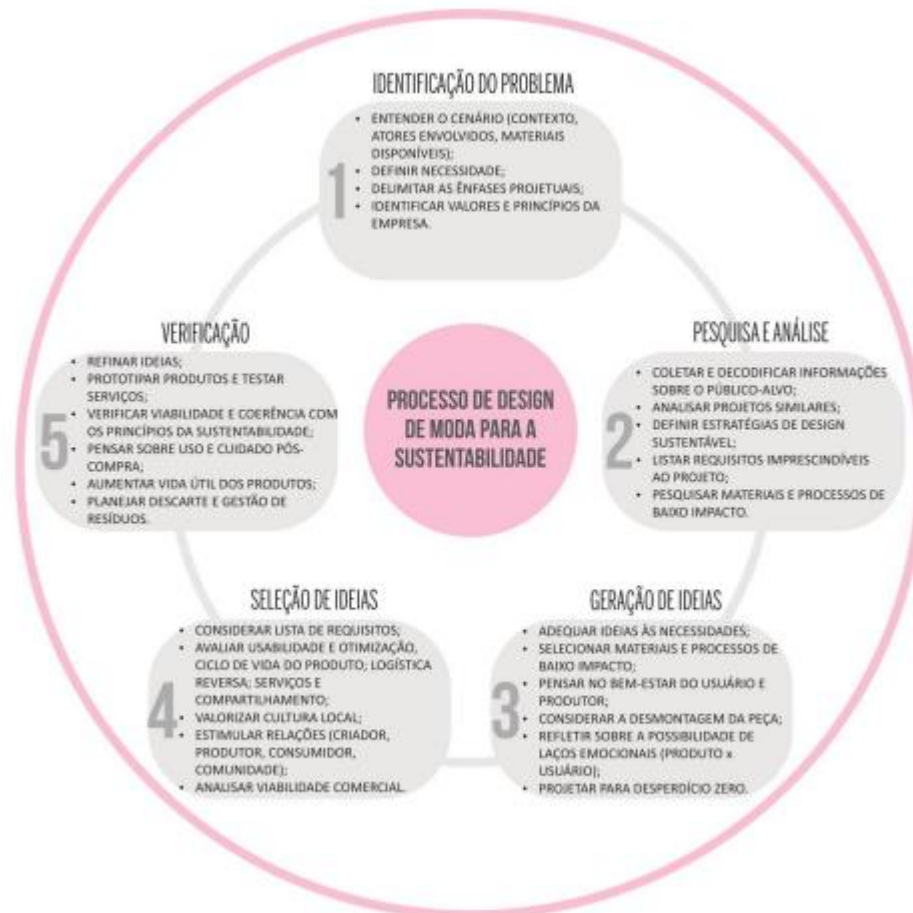 IDENTIFICAÇÃO DO PROBLEMA
1
• ENTENDER O CENÁRIO (CONTEXTO,
ATORES ENVOLVIDOS, MATERIAIS
DISPONÍVEIS);
• DEFINIR NECESSIDADE;
• DELIMITAR AS ÊNFASES PROJETUAIS;
• IDENTIFICAR VALORES E PRINCÍPIOS DA
EMPRESA.
PESQUISA E ANÁLISE
2
• COLETAR E DECODIFICAR INFORMAÇÕES
SOBRE O PÚBLICO-ALVO;
• ANALISAR PROJETOS SIMILARES;
• DEFINIR ESTRATÉGIAS DE DESIGN
SUSTENTÁVEL;
• LISTAR REQUISITOS IMPRESCINDÍVEIS
AO PROJETO;
• PESQUISAR MATERIAIS E PROCESSOS DE
BAIXO IMPACTO.
GERAÇÃO DE IDEIAS
3
• ADEQUAR IDEIAS ÀS NECESSIDADES;
• SELECIONAR MATERIAIS E PROCESSOS DE
BAIXO IMPACTO;
• PENSAR NO BEM-ESTAR DO USUÁRIO E
PRODUTOR;
• CONSIDERAR A DESMONTAGEM DA PEÇA;
• REFLETIR SOBRE A POSSIBILIDADE DE
LAÇOS EMOCIONAIS (PRODUTO x
USUÁRIO);
• PROJETAR PARA DESPERDÍCIO ZERO.
SELEÇÃO DE IDEIAS
4
• CONSIDERAR LISTA DE REQUISITOS;
• AVALIAR USABILIDADE E OTIMIZAÇÃO,
CICLO DE VIDA DO PRODUTO; LOGÍSTICA
REVERSA; SERVIÇOS E
COMPARTILHAMENTO;
• VALORIZAR CULTURA LOCAL;
• ESTIMULAR RELAÇÕES (CRIADOR,
PRODUTOR, CONSUMIDOR,
COMUNIDADE);
• ANALISAR VIABILIDADE COMERCIAL.
VERIFICAÇÃO
5
• REFINAR IDEIAS;
• PROTOTIPAR PRODUTOS E TESTAR
SERVIÇOS;
• VERIFICAR VIABILIDADE E COERÊNCIA COM
OS PRINCÍPIOS DA SUSTENTABILIDADE;
• PENSAR SOBRE USO E CUIDADO PÓS-
COMPRA;
• AUMENTAR VIDA ÚTIL DOS PRODUTOS;
• PLANEJAR DESCARTE E GESTÃO DE
RESÍDUOS.
PROCESSO DE DESIGN
DE MODA PARA A
SUSTENTABILIDADE